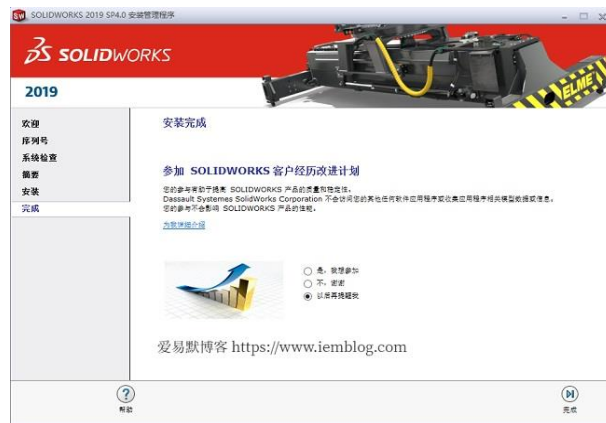 SOLIDWORKS 2019 SP4.0 安装管理程序
SOLIDWORKS
2019
ELME
欢迎
序列号
系统检查
摘要
安装
完成
安装完成
参加 SOLIDWORKS 客户经历改进计划
您的参与有助于提高 SOLIDWORKS 产品的质量和稳定性。
Dassault Systemes SolidWorks Corporation 不会访问您的其他任何软件应用程序或收集应用程序相关模型数据或信息。
您的参与不会影响 SOLIDWORKS 产品的性能。
为我详细介绍
是，我想参加
不，谢谢
以后再提醒我
爱易默博客 https://www.iemblog.com
帮助
完成